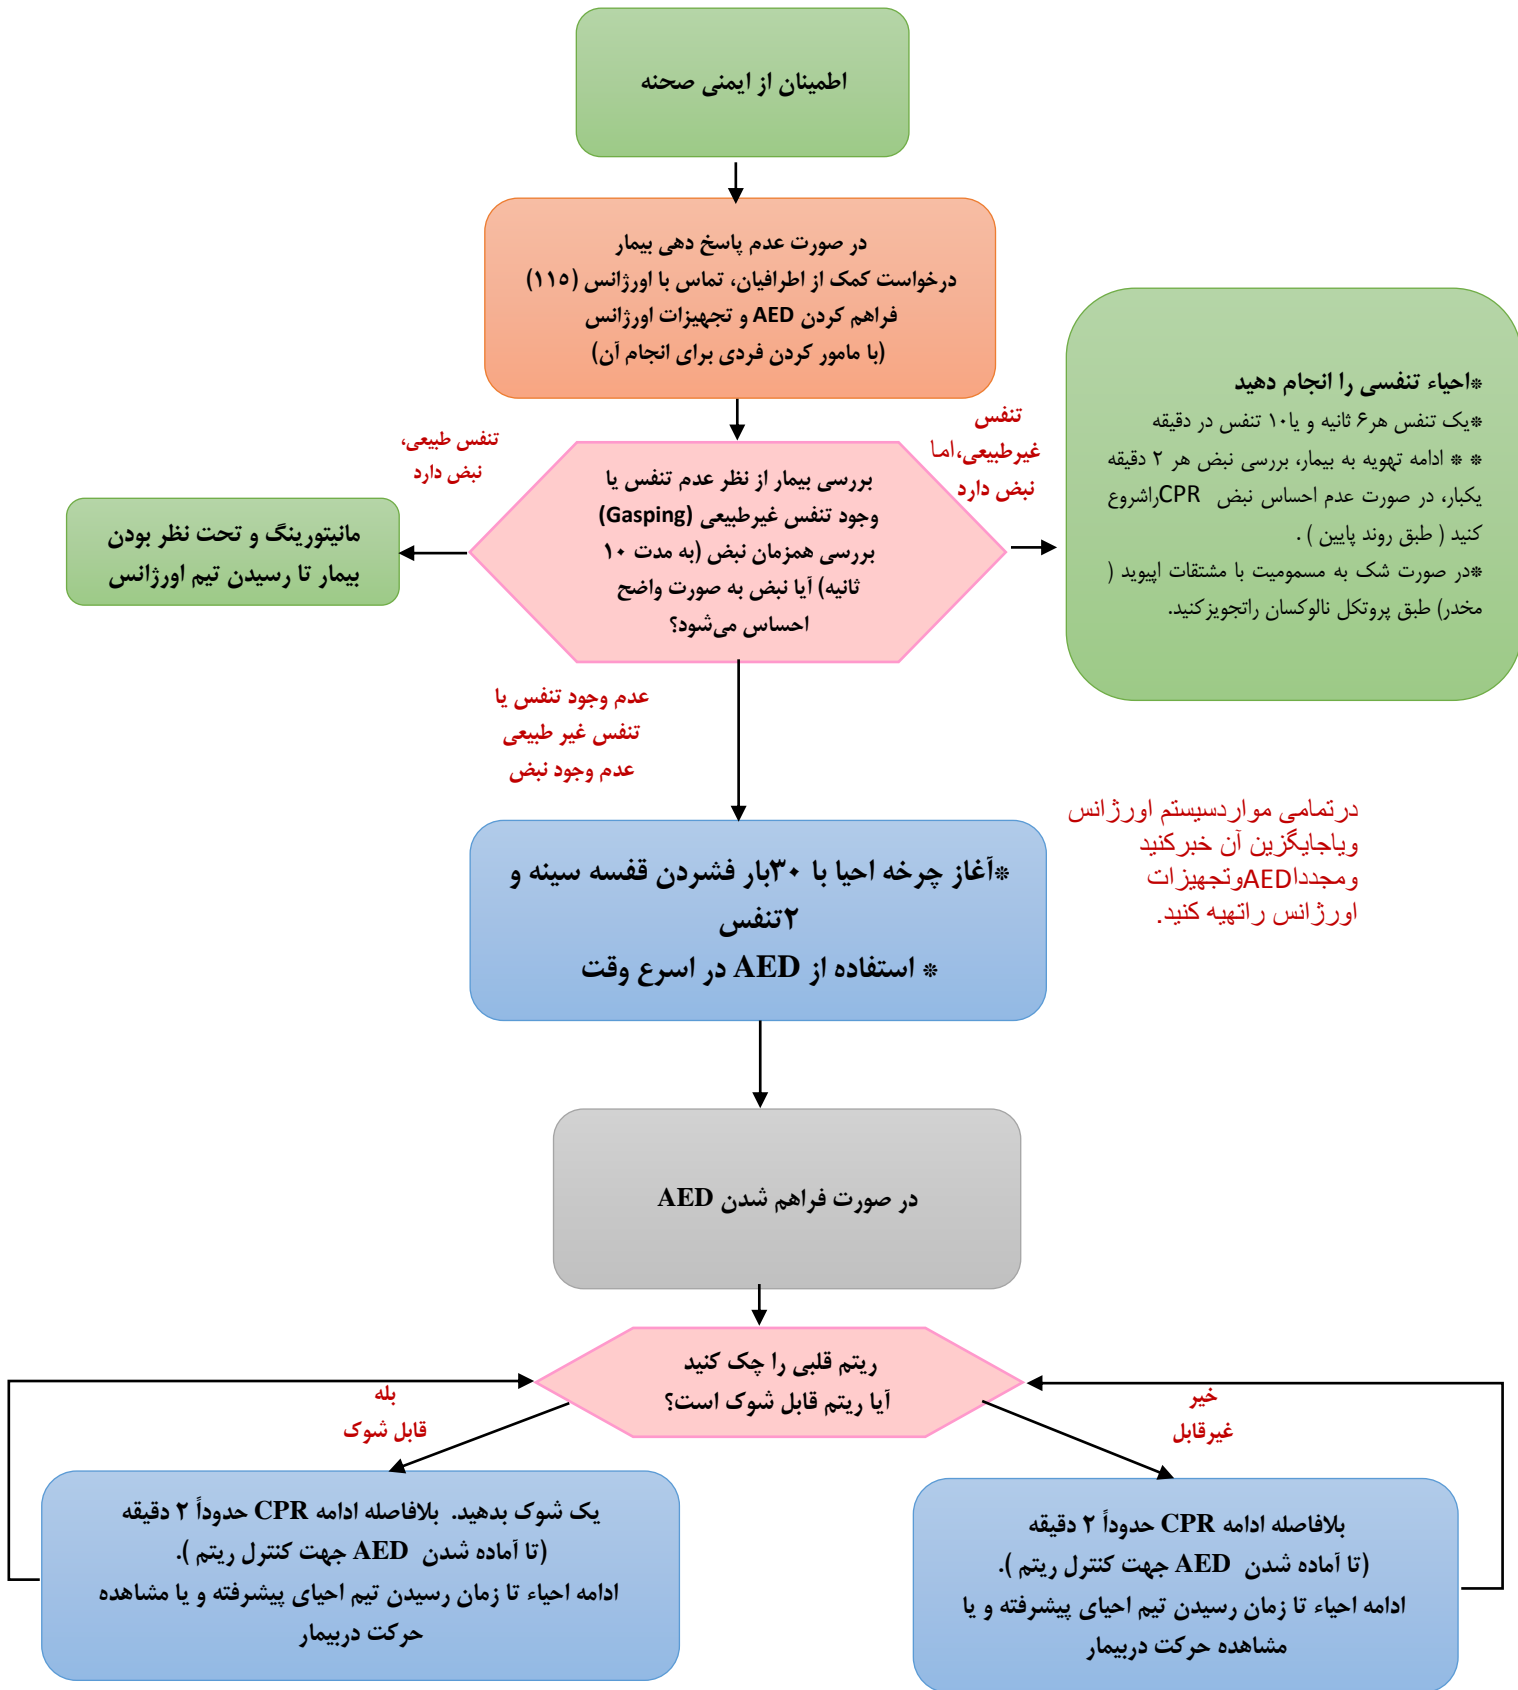 اطمینان از ایمنی صحنه
در صورت عدم پاسخ دهی بیمار
درخواست کمک از اطرافیان، تماس با اورژانس (۱۱۵)
فراهم کردن AED و تجهیزات اورژانس
(با مامور کردن فردی برای انجام آن)
تنفس
غیرطبیعی،اما
نبض دارد
*احیاء تنفسی را انجام دهید
*یک تنفس هر۶ ثانیه و یا۱۰ تنفس در دقیقه
* * ادامه تهویه به بیمار، بررسی نبض هر ۲ دقیقه
یکبار، در صورت عدم احساس نبض CPRراشروع
کنید ( طبق روند پایین ) .
*در صورت شک به مسمومیت با مشتقات اپیوید (
مخدر) طبق پروتکل نالوکسان راتجویزکنید.
تنفس طبیعی،
نبض دارد
بررسی بیمار از نظر عدم تنفس یا
وجود تنفس غیرطبیعی (Gasping)
بررسی همزمان نبض (به مدت ۱۰
ثانیه) آیا نبض به صورت واضح
احساس می‌شود؟
مانیتورینگ و تحت نظر بودن
بیمار تا رسیدن تیم اورژانس
عدم وجود تنفس یا
تنفس غیر طبیعی
عدم وجود نبض
درتمامی مواردسیستم اورژانس
ویاجایگزین آن خبرکنید
ومجدداAEDوتجهیزات
اورژانس راتهیه کنید.
*آغاز چرخه احیا با ۳۰بار فشردن قفسه سینه و
۲تنفس
* استفاده از AED در اسرع وقت
در صورت فراهم شدن AED
ریتم قلبی را چک کنید
آیا ریتم قابل شوک است؟
خیر
غیرقابل
بله
قابل شوک
بلافاصله ادامه CPR حدوداً ۲ دقیقه
(تا آماده شدن AED جهت کنترل ریتم ).
ادامه احیاء تا زمان رسیدن تیم احیای پیشرفته و یا
مشاهده حرکت دربیمار
یک شوک بدهید. بلافاصله ادامه CPR حدوداً ۲ دقیقه
(تا آماده شدن AED جهت کنترل ریتم ).
ادامه احیاء تا زمان رسیدن تیم احیای پیشرفته و یا مشاهده
حرکت دربیمار